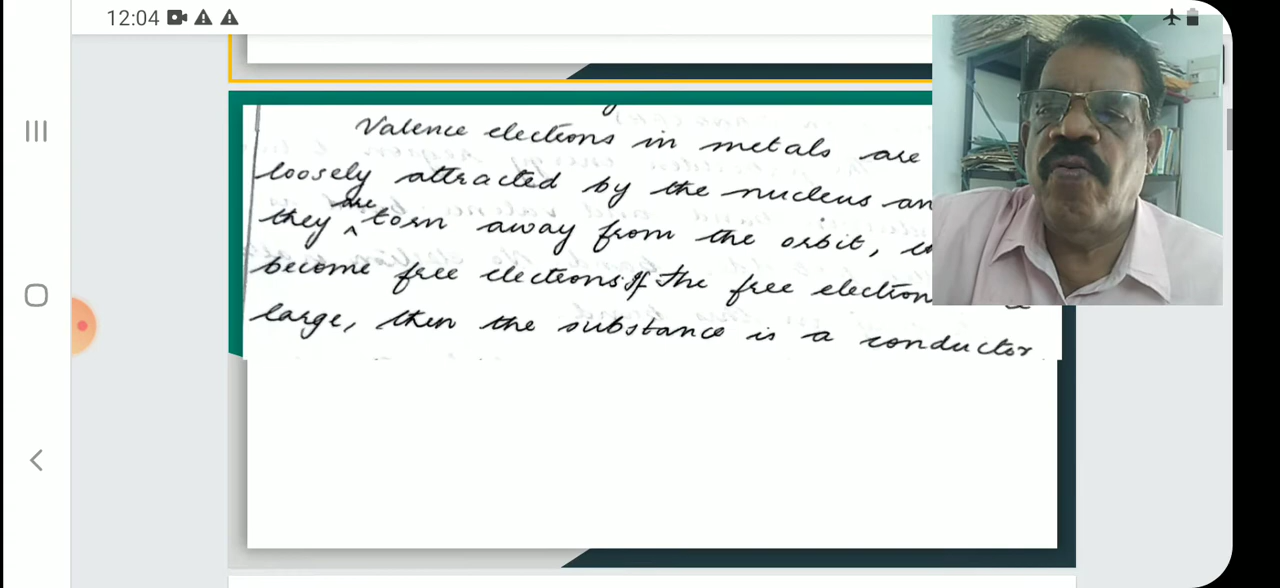 12:04
Valence electrons in metals are
loosely attracted by the nucleus
they are torn away from the orbit,
become free electrons. If the free electron
large, then the substance is a conductor